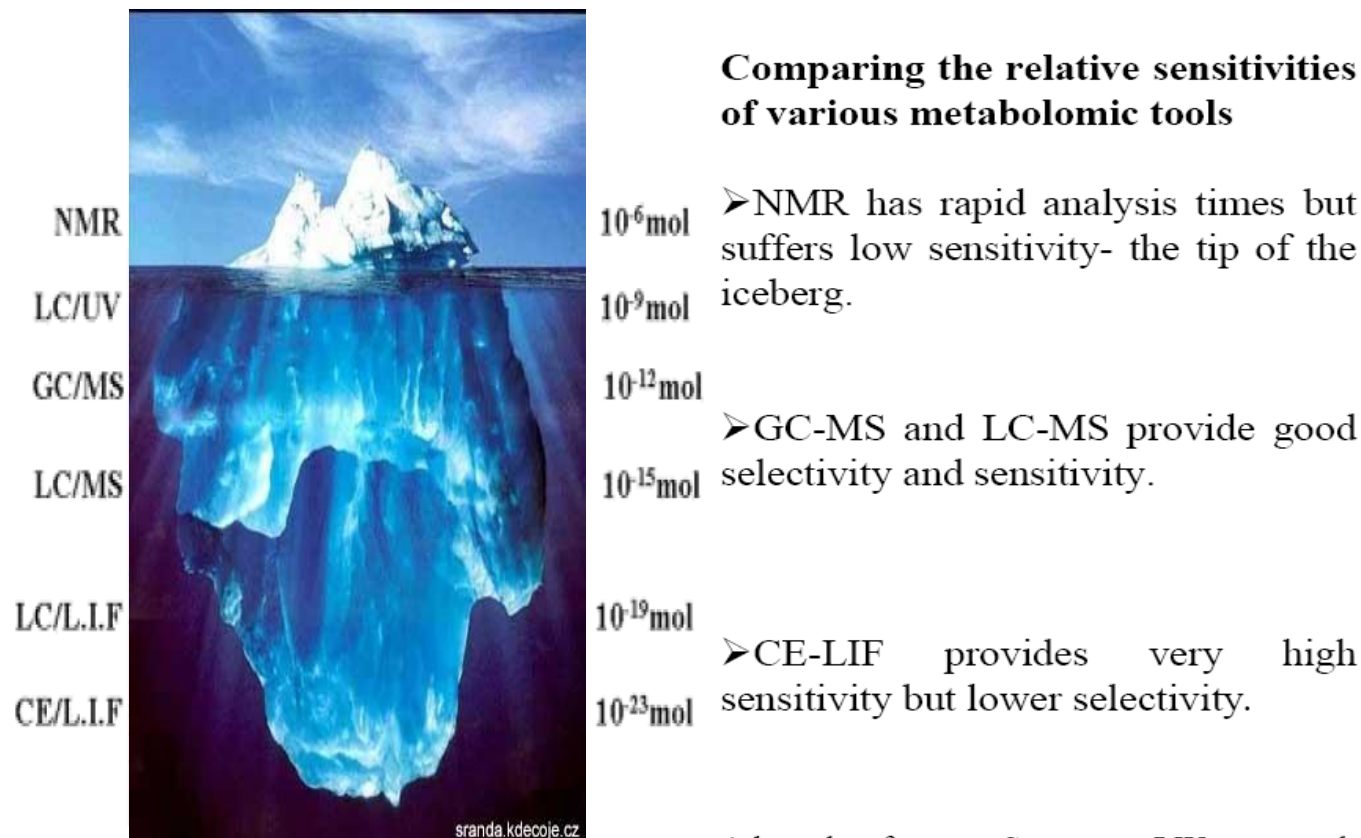 NMR
LC/UV
GC/MS
LC/MS
LC/L.I.F
CE/L.I.F
10⁻⁶mol
10⁻⁹mol
10⁻¹²mol
10⁻¹⁵mol
10⁻¹⁹mol
10⁻²³mol
sranda.kdecoje.cz
Comparing the relative sensitivities
of various metabolomic tools
➢NMR has rapid analysis times but
suffers low sensitivity- the tip of the
iceberg.
➢GC-MS and LC-MS provide good
selectivity and sensitivity.
➢CE-LIF provides very high
sensitivity but lower selectivity.